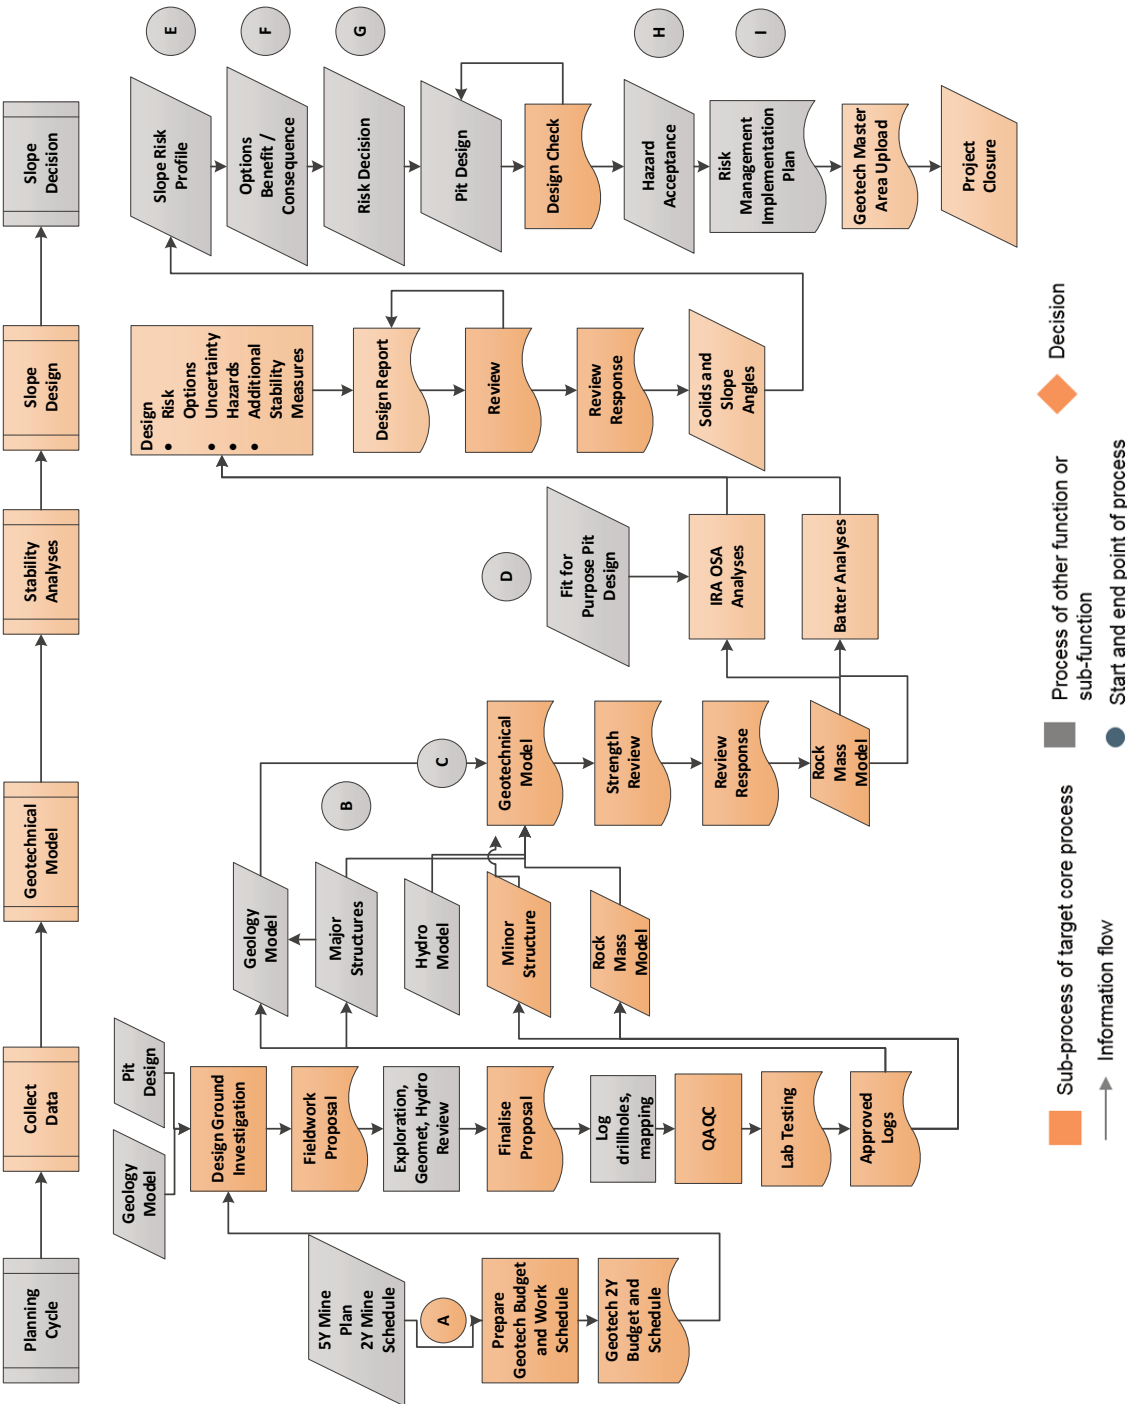 Planning
Cycle
Collect
Data
Geotechnical
Model
Stability
Analyses
Slope
Design
Slope
Decision
5Y Mine
Plan
2Y Mine
Schedule
A
Prepare
Geotech Budget
and Work
Schedule
Geotech 2Y
Budget and
Schedule
Geology
Model
Pit
Design
Design Ground
Investigation
Fieldwork
Proposal
Exploration,
Geomet, Hydro
Review
Finalise
Proposal
Log
drillholes,
mapping
QAQC
Lab Testing
Approved
Logs
Geology
Model
Major
Structures
Hydro
Model
Minor
Structure
Rock
Mass
Model
B
C
Geotechnical
Model
Strength
Review
Review
Response
Rock
Mass
Model
D
Fit for
Purpose Pit
Design
IRA OSA
Analyses
Batter Analyses
Design
• Risk
Options
• Uncertainty
• Hazards
• Additional
Stability
Measures
Design Report
Review
Review
Response
Solids and
Slope
Angles
Slope Risk
Profile
E
Options
Benefit /
Consequence
F
Risk Decision
G
Pit Design
Design Check
Hazard
Acceptance
H
Risk
Management
Implementation
Plan
I
Geotech Master
Area Upload
Project
Closure
Sub-process of target core process
Process of other function or
sub-function
Decision
Information flow
Start and end point of process